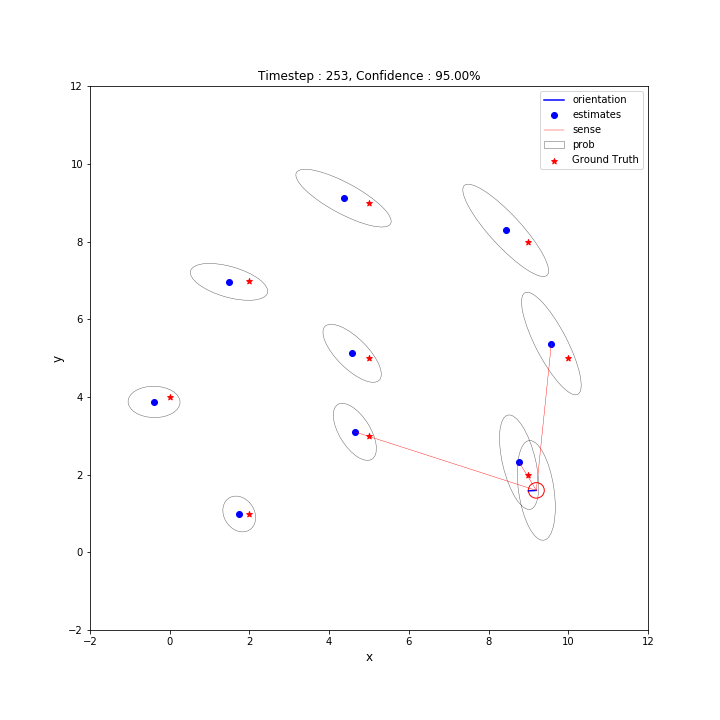 Timestep : 253, Confidence : 95.00%
orientation
estimates
sense
prob
Ground Truth
12
10
8
6
4
2
0
−2
y
−2 0 2 4 6 8 10 12
x